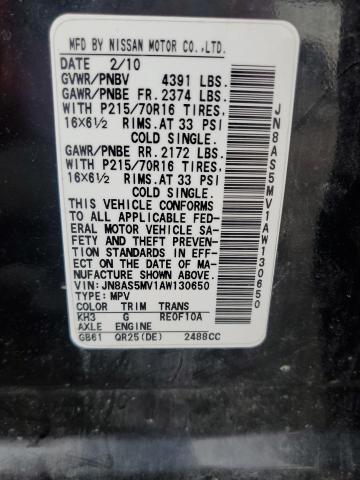 MFD BY NISSAN MOTOR CO.,LTD.
DATE 2/10
GVWR/PNBV 4391 LBS.
GAWR/PNBE FR. 2374 LBS.
WITH P215/70R16 TIRES,
16X6½ RIMS.AT 33 PSI
COLD SINGLE.
GAWR/PNBE RR. 2172 LBS.
WITH P215/70R16 TIRES,
16X6½ RIMS.AT 33 PSI
COLD SINGLE.
THIS VEHICLE CONFORMS
TO ALL APPLICABLE FED-
ERAL MOTOR VEHICLE SA-
FETY AND THEFT PREVEN-
TION STANDARDS IN EFFECT
ON THE DATE OF MA-
NUFACTURE SHOWN ABOVE.
VIN: JN8AS5MV1AW130650
TYPE: MPV
COLOR TRIM TRANS
KH3 G RE0F10A
AXLE ENGINE
GB61 QR25(DE) 2488CC
JN8AS5MV1AW130650